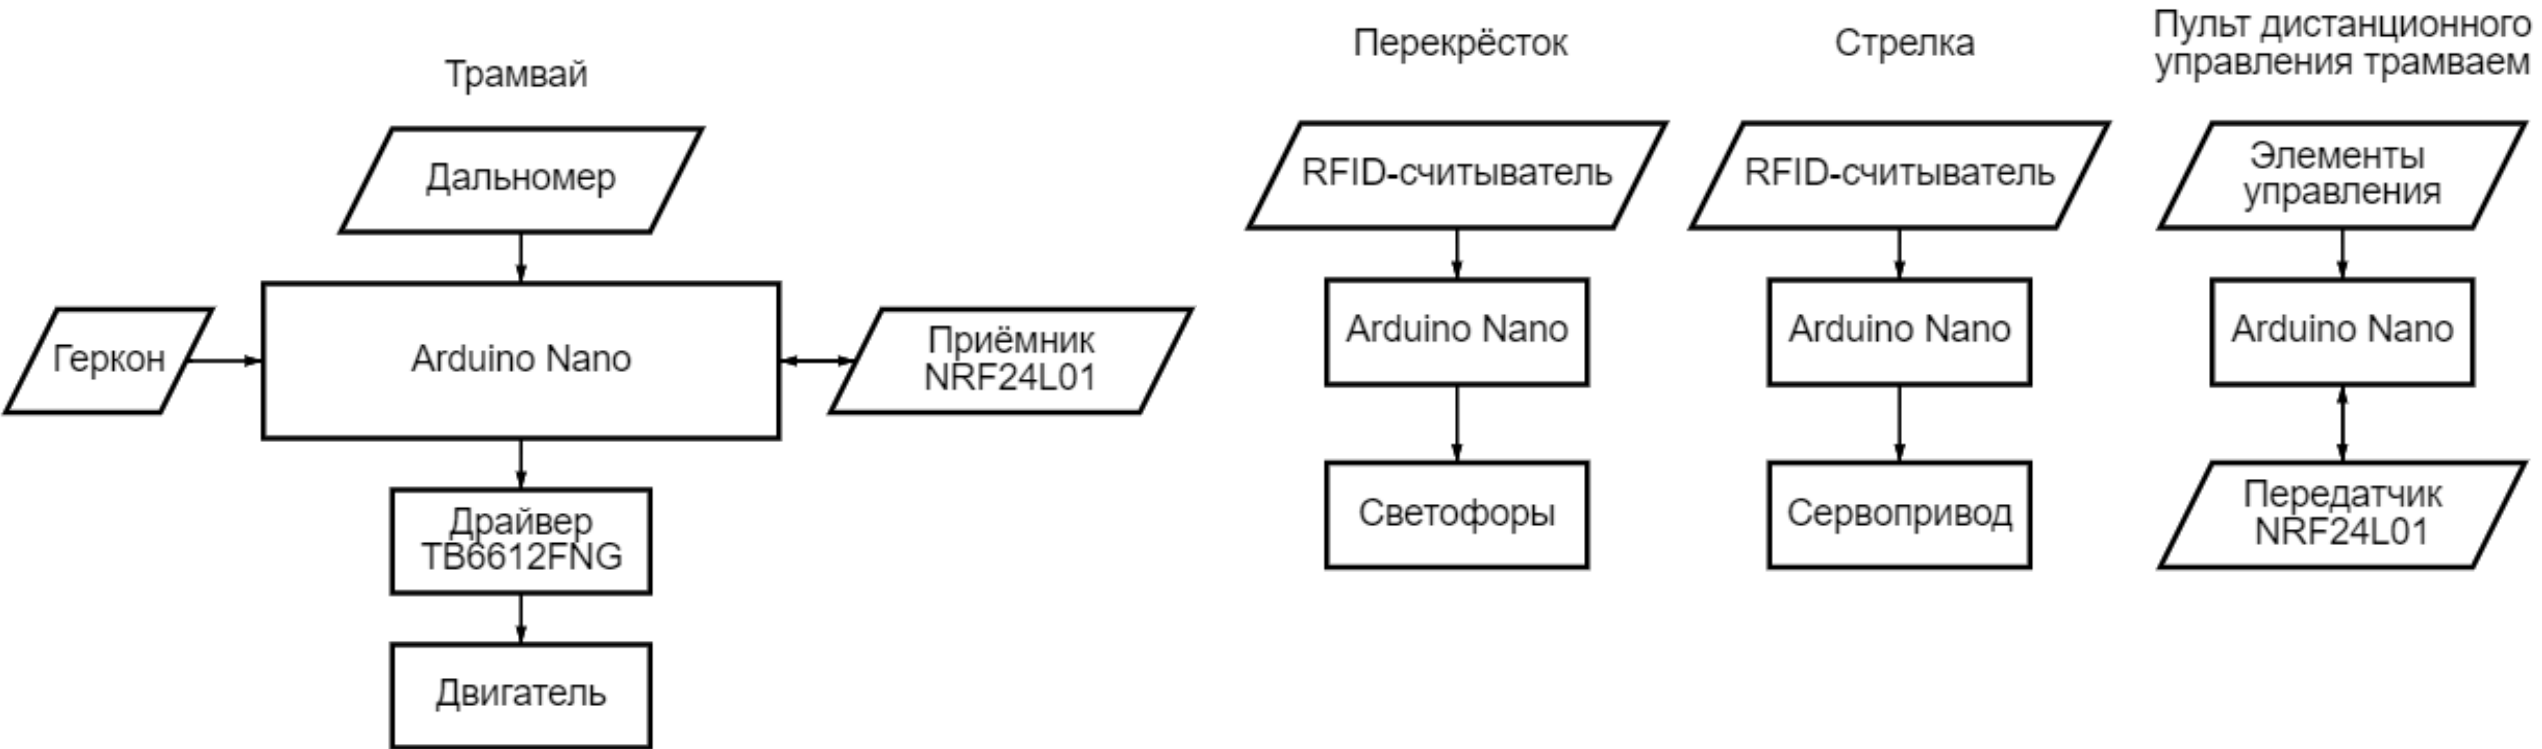 Трамвай
Дальномер
Геркон
Arduino Nano
Приёмник
NRF24L01
Драйвер
TB6612FNG
Двигатель
Перекрёсток
RFID-считыватель
Arduino Nano
Светофоры
Стрелка
RFID-считыватель
Arduino Nano
Сервопривод
Пульт дистанционного
управления трамваем
Элементы
управления
Arduino Nano
Передатчик
NRF24L01